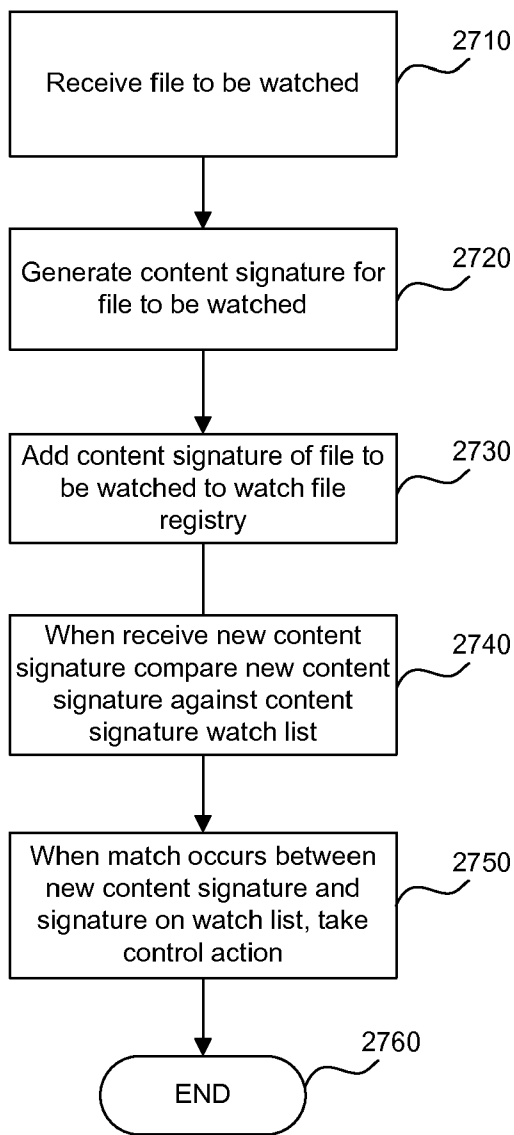 2710
Receive file to be watched
2720
Generate content signature for
file to be watched
2730
Add content signature of file to
be watched to watch file
registry
2740
When receive new content
signature compare new content
signature against content
signature watch list
2750
When match occurs between
new content signature and
signature on watch list, take
control action
2760
END